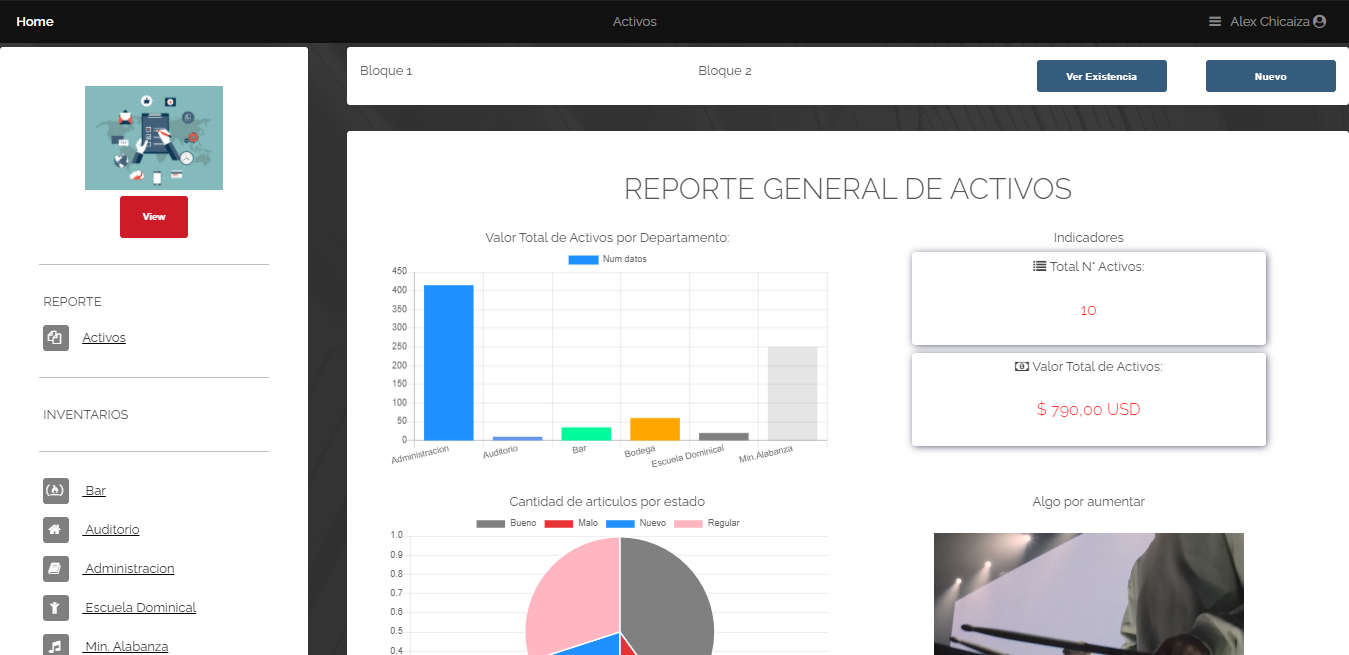 Home
Activos
Alex Chicaiza
View
REPORTE
Activos
INVENTARIOS
Bar
Auditorio
Administracion
Escuela Dominical
Min. Alabanza
Bloque 1
Bloque 2
Ver Existencia
Nuevo
REPORTE GENERAL DE ACTIVOS
Valor Total de Activos por Departamento:
Num datos
450
400
350
300
250
200
150
100
50
0
Administracion
Auditorio
Bar
Bodega
Escuela Dominical
Min.Alabanza
Indicadores
Total N° Activos:
10
Valor Total de Activos:
$ 790,00 USD
Cantidad de articulos por estado
Bueno
Malo
Nuevo
Regular
1.0
0.9
0.8
0.7
0.6
0.5
0.4
Algo por aumentar